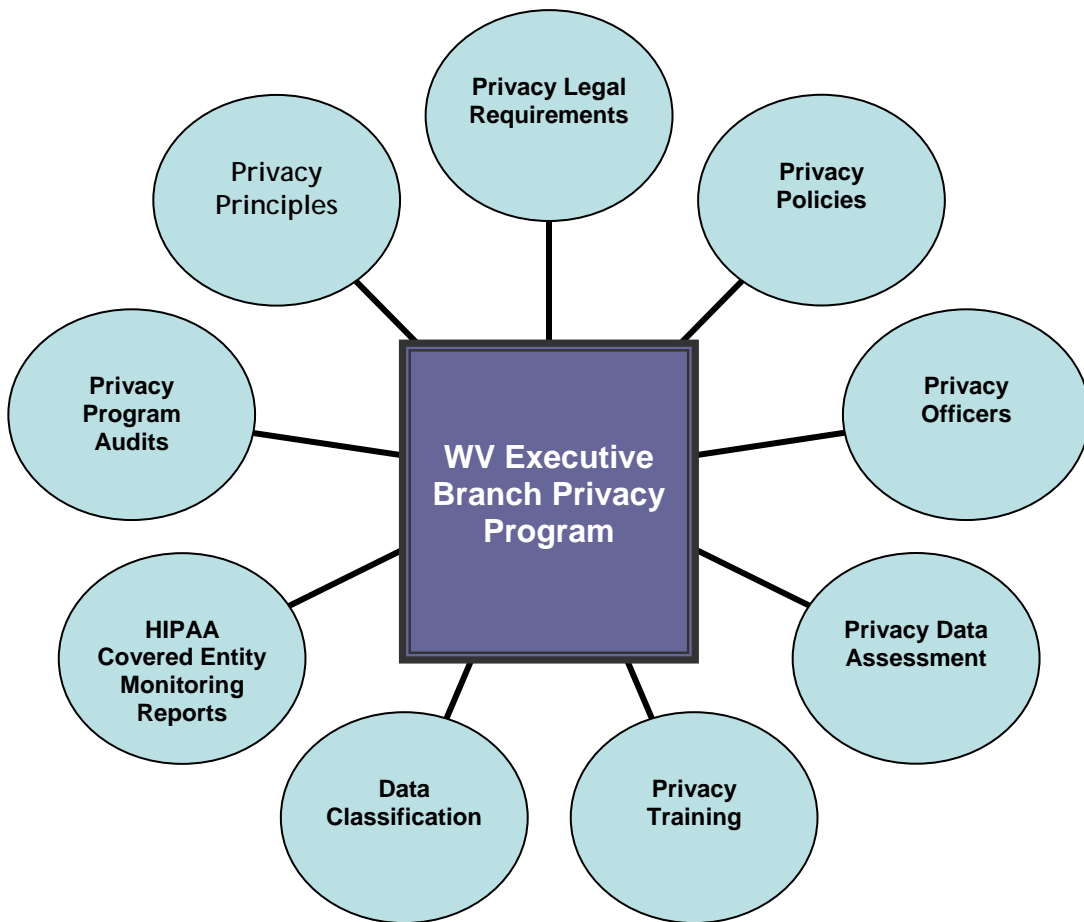 Privacy Legal
Requirements
Privacy
Principles
Privacy
Policies
Privacy
Program
Audits
Privacy
Officers
WV Executive
Branch Privacy
Program
HIPAA
Covered Entity
Monitoring
Reports
Privacy Data
Assessment
Data
Classification
Privacy
Training